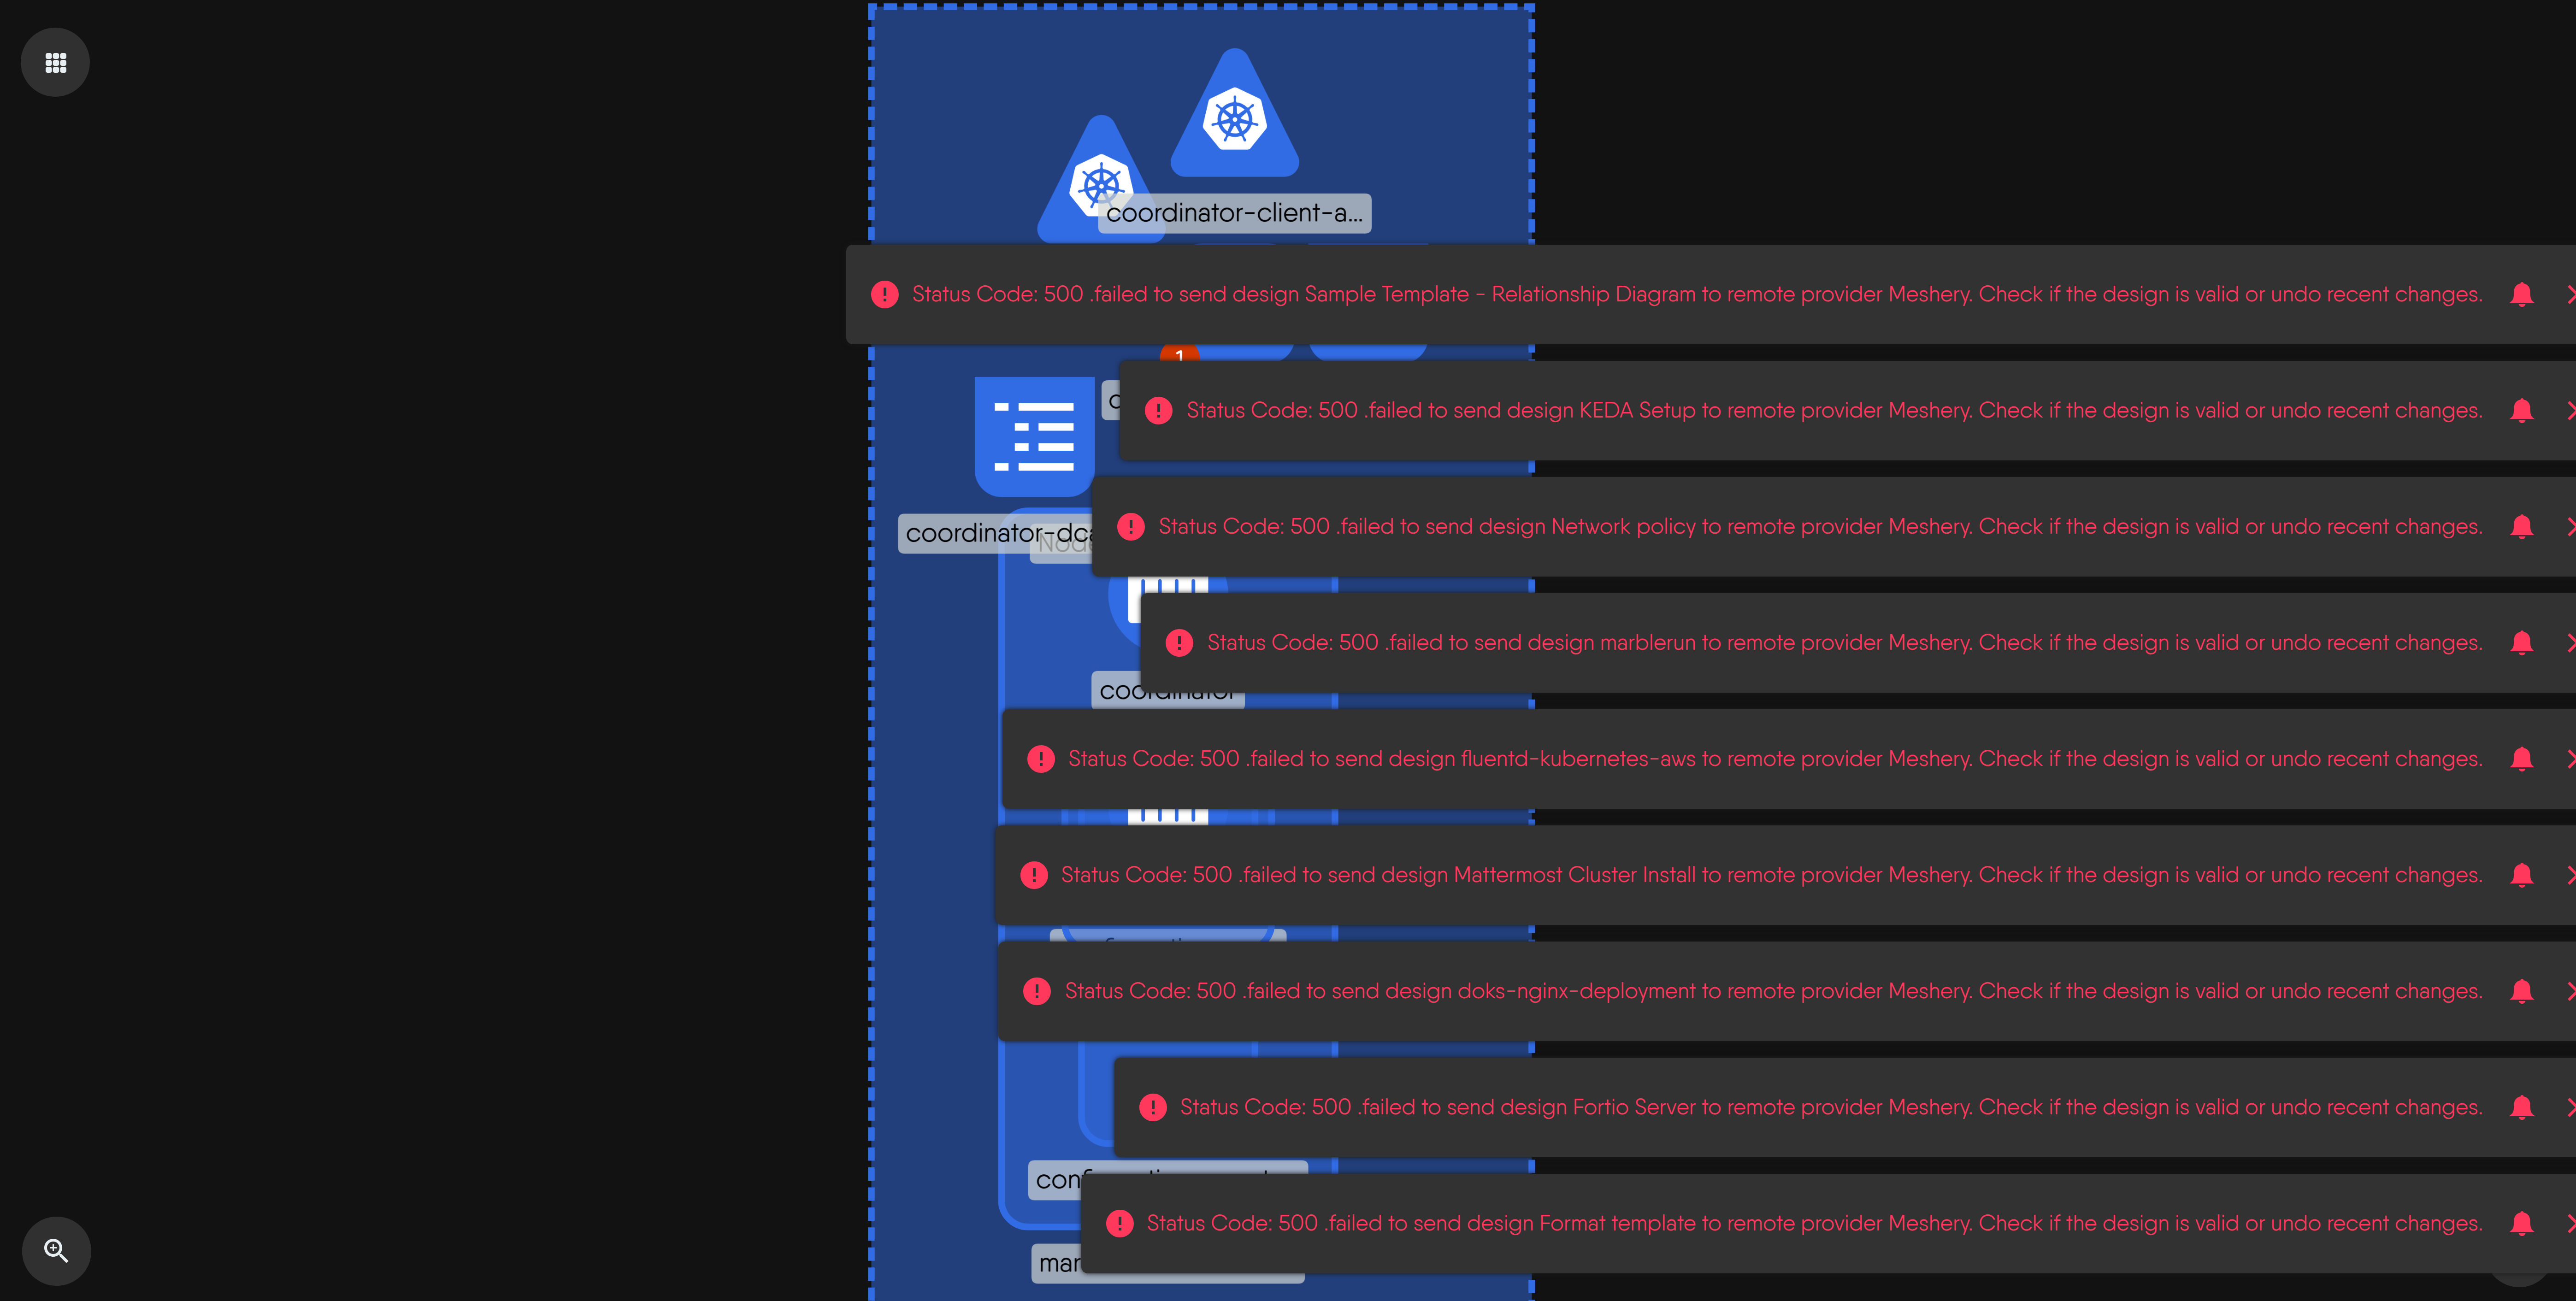 coordinator-client-a...
Status Code: 500 .failed to send design Sample Template - Relationship Diagram to remote provider Meshery. Check if the design is valid or undo recent changes.
1
Status Code: 500 .failed to send design KEDA Setup to remote provider Meshery. Check if the design is valid or undo recent changes.
Status Code: 500 .failed to send design Network policy to remote provider Meshery. Check if the design is valid or undo recent changes.
coordinator-dca
Status Code: 500 .failed to send design marblerun to remote provider Meshery. Check if the design is valid or undo recent changes.
coordinator
Status Code: 500 .failed to send design fluentd-kubernetes-aws to remote provider Meshery. Check if the design is valid or undo recent changes.
Status Code: 500 .failed to send design Mattermost Cluster Install to remote provider Meshery. Check if the design is valid or undo recent changes.
Status Code: 500 .failed to send design doks-nginx-deployment to remote provider Meshery. Check if the design is valid or undo recent changes.
Status Code: 500 .failed to send design Fortio Server to remote provider Meshery. Check if the design is valid or undo recent changes.
Status Code: 500 .failed to send design Format template to remote provider Meshery. Check if the design is valid or undo recent changes.
mar